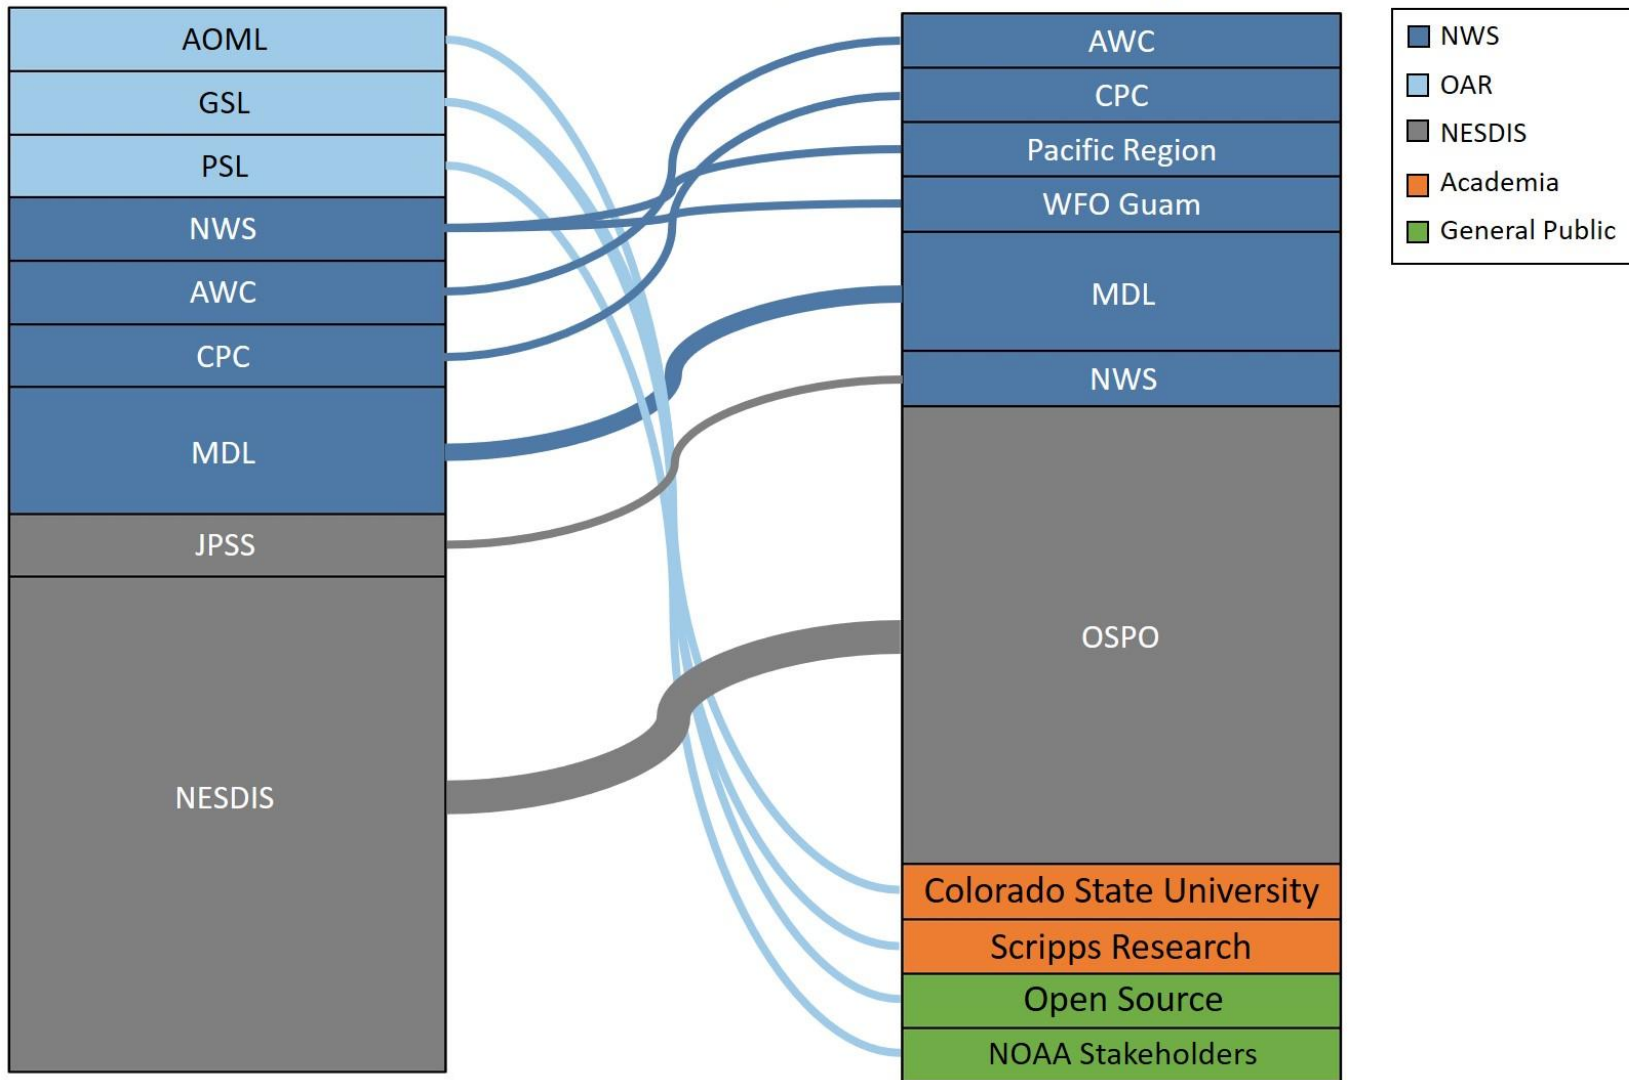 AOML
GSL
PSL
NWS
AWC
CPC
MDL
JPSS
NESDIS
AWC
CPC
Pacific Region
WFO Guam
MDL
NWS
OSPO
Colorado State University
Scripps Research
Open Source
NOAA Stakeholders
NWS
OAR
NESDIS
Academia
General Public